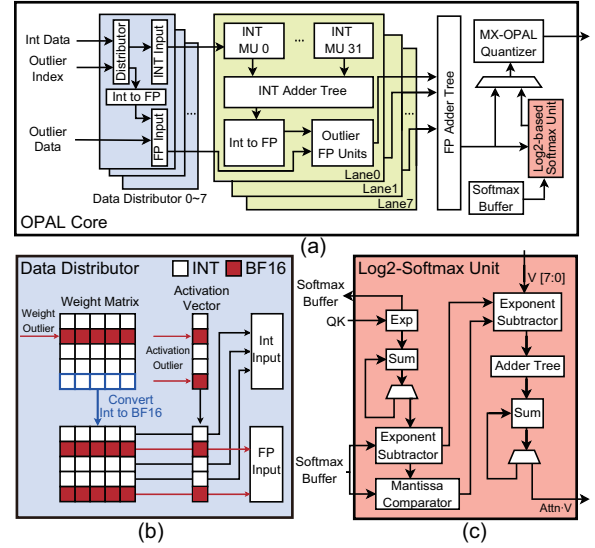 Int Data
Outlier
Index
Outlier
Data
Distributor
INT Input
Int to FP
FP Input
...
...
Data Distributor 0~7
INT
MU 0
...
INT
MU 31
INT Adder Tree
Int to FP
Outlier
FP Units
Lane0
Lane1
Lane7
...
FP Adder Tree
MX-OPAL
Quantizer
Log2-based
Softmax Unit
Softmax
Buffer
OPAL Core
(a)
Data Distributor
INT
BF16
Weight Matrix
Activation
Vector
Weight
Outlier
Activation
Outlier
Convert
Int to BF16
Int
Input
FP
Input
(b)
Log2-Softmax Unit
Softmax
Buffer
QK
Exp
Sum
Exponent
Subtractor
Mantissa
Comparator
Softmax
Buffer
V [7:0]
Exponent
Subtractor
Adder Tree
Sum
Attn·V
(c)